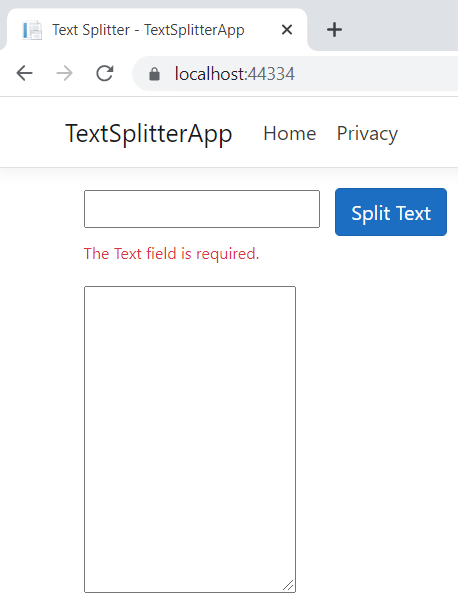 Text Splitter - TextSplitterApp
localhost:44334
TextSplitterApp Home Privacy
Split Text
The Text field is required.